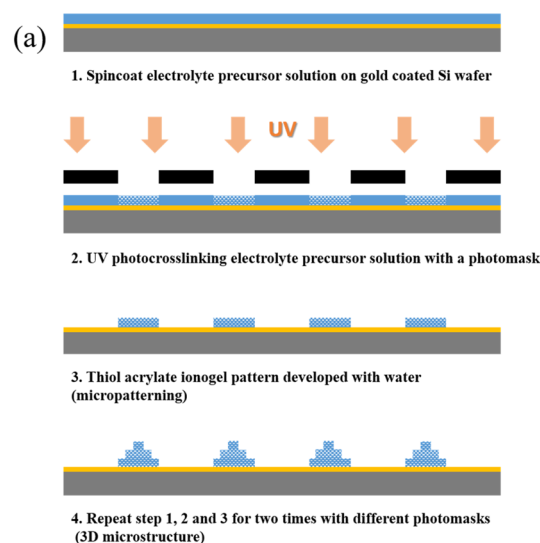 (a)
1. Spincoat electrolyte precursor solution on gold coated Si wafer
UV
2. UV photocrosslinking electrolyte precursor solution with a photomask
3. Thiol acrylate ionogel pattern developed with water
(micropatterning)
4. Repeat step 1, 2 and 3 for two times with different photomasks
(3D microstructure)